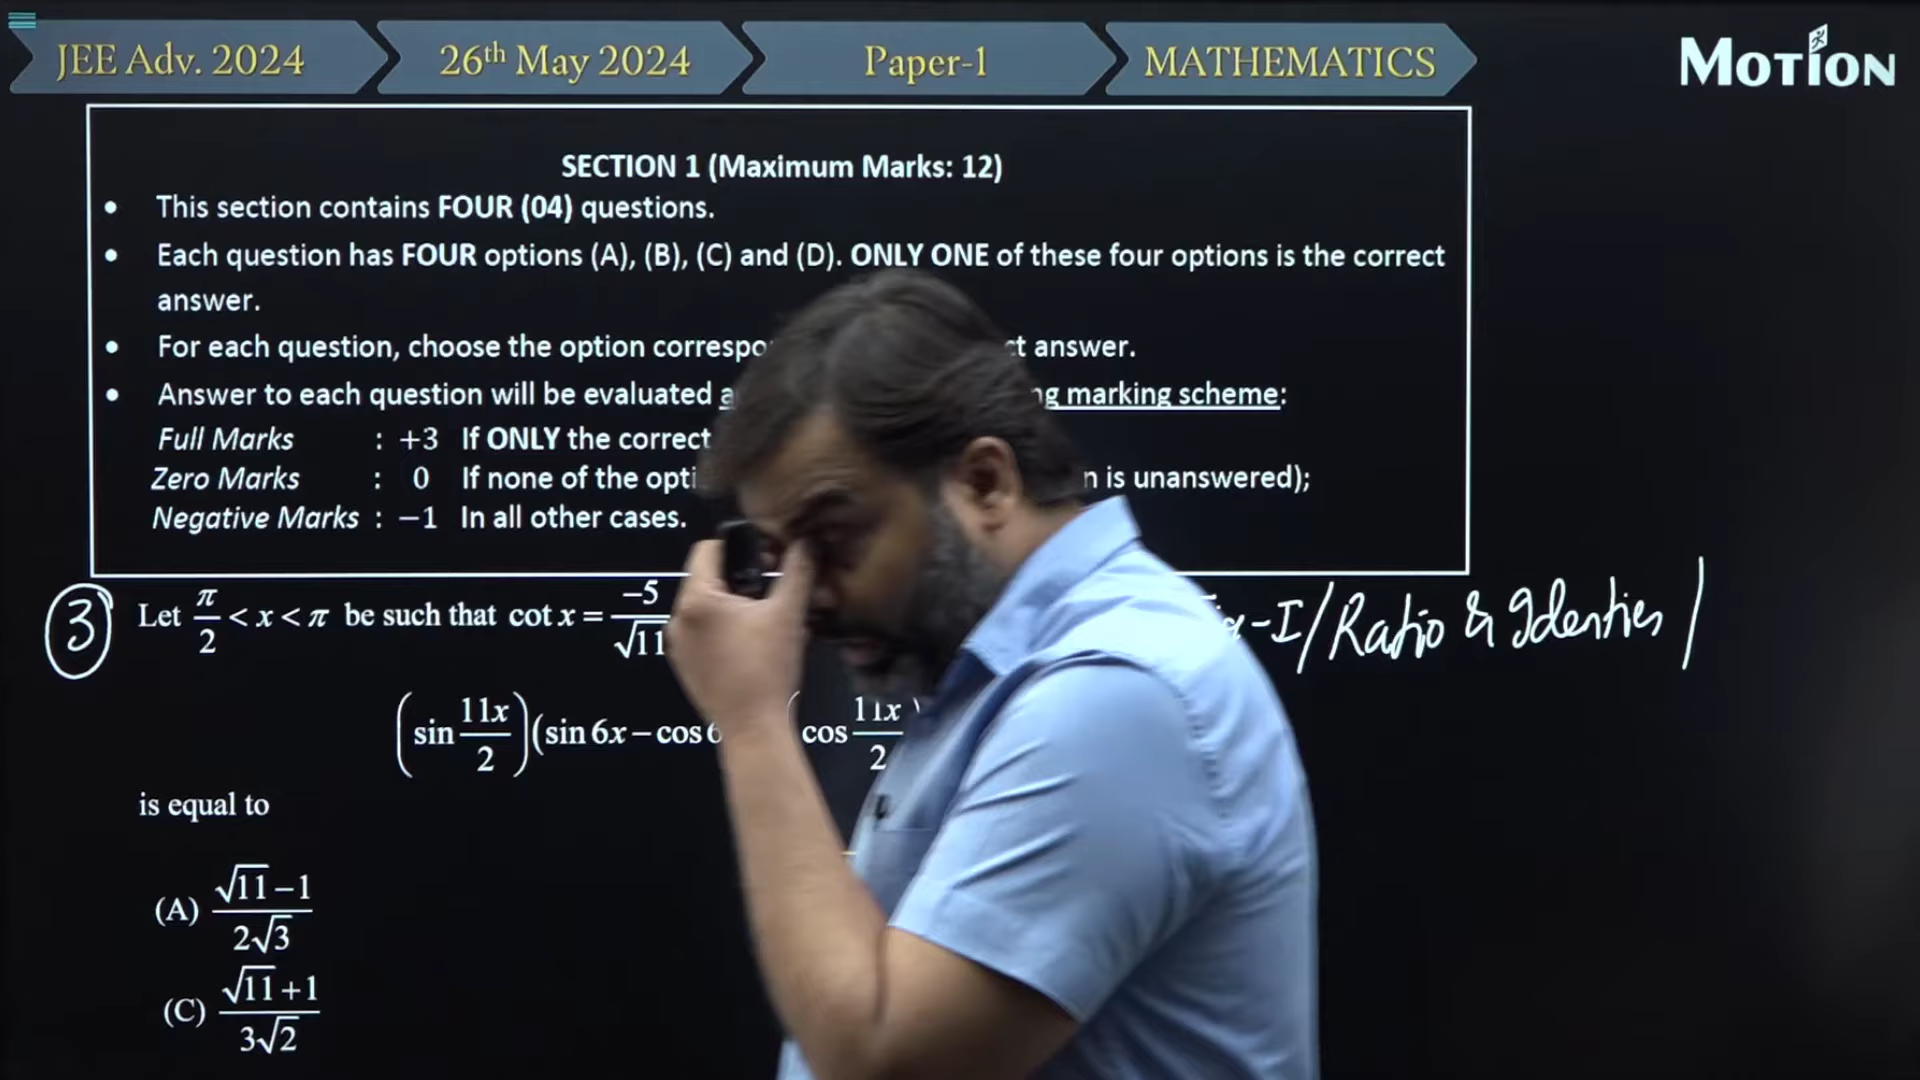 JEE Adv. 2024 26th May 2024 Paper-1 MATHEMATICS MOTION
SECTION 1 (Maximum Marks: 12)
• This section contains FOUR (04) questions.
• Each question has FOUR options (A), (B), (C) and (D). ONLY ONE of these four options is the correct
answer.
• For each question, choose the option answer.
• Answer to each question will be evaluated marking scheme:
Full Marks : +3 If ONLY the correct
Zero Marks : 0 If none of the is unanswered);
Negative Marks : −1 In all other cases.
③ Let π/2 < x < π be such that cot x = −5/√11 -I/Ratio & Identities/
(sin 11x/2)(sin 6x − cos cos 11x/2
is equal to
(A) (√11−1)/(2√3)
(C) (√11+1)/(3√2)